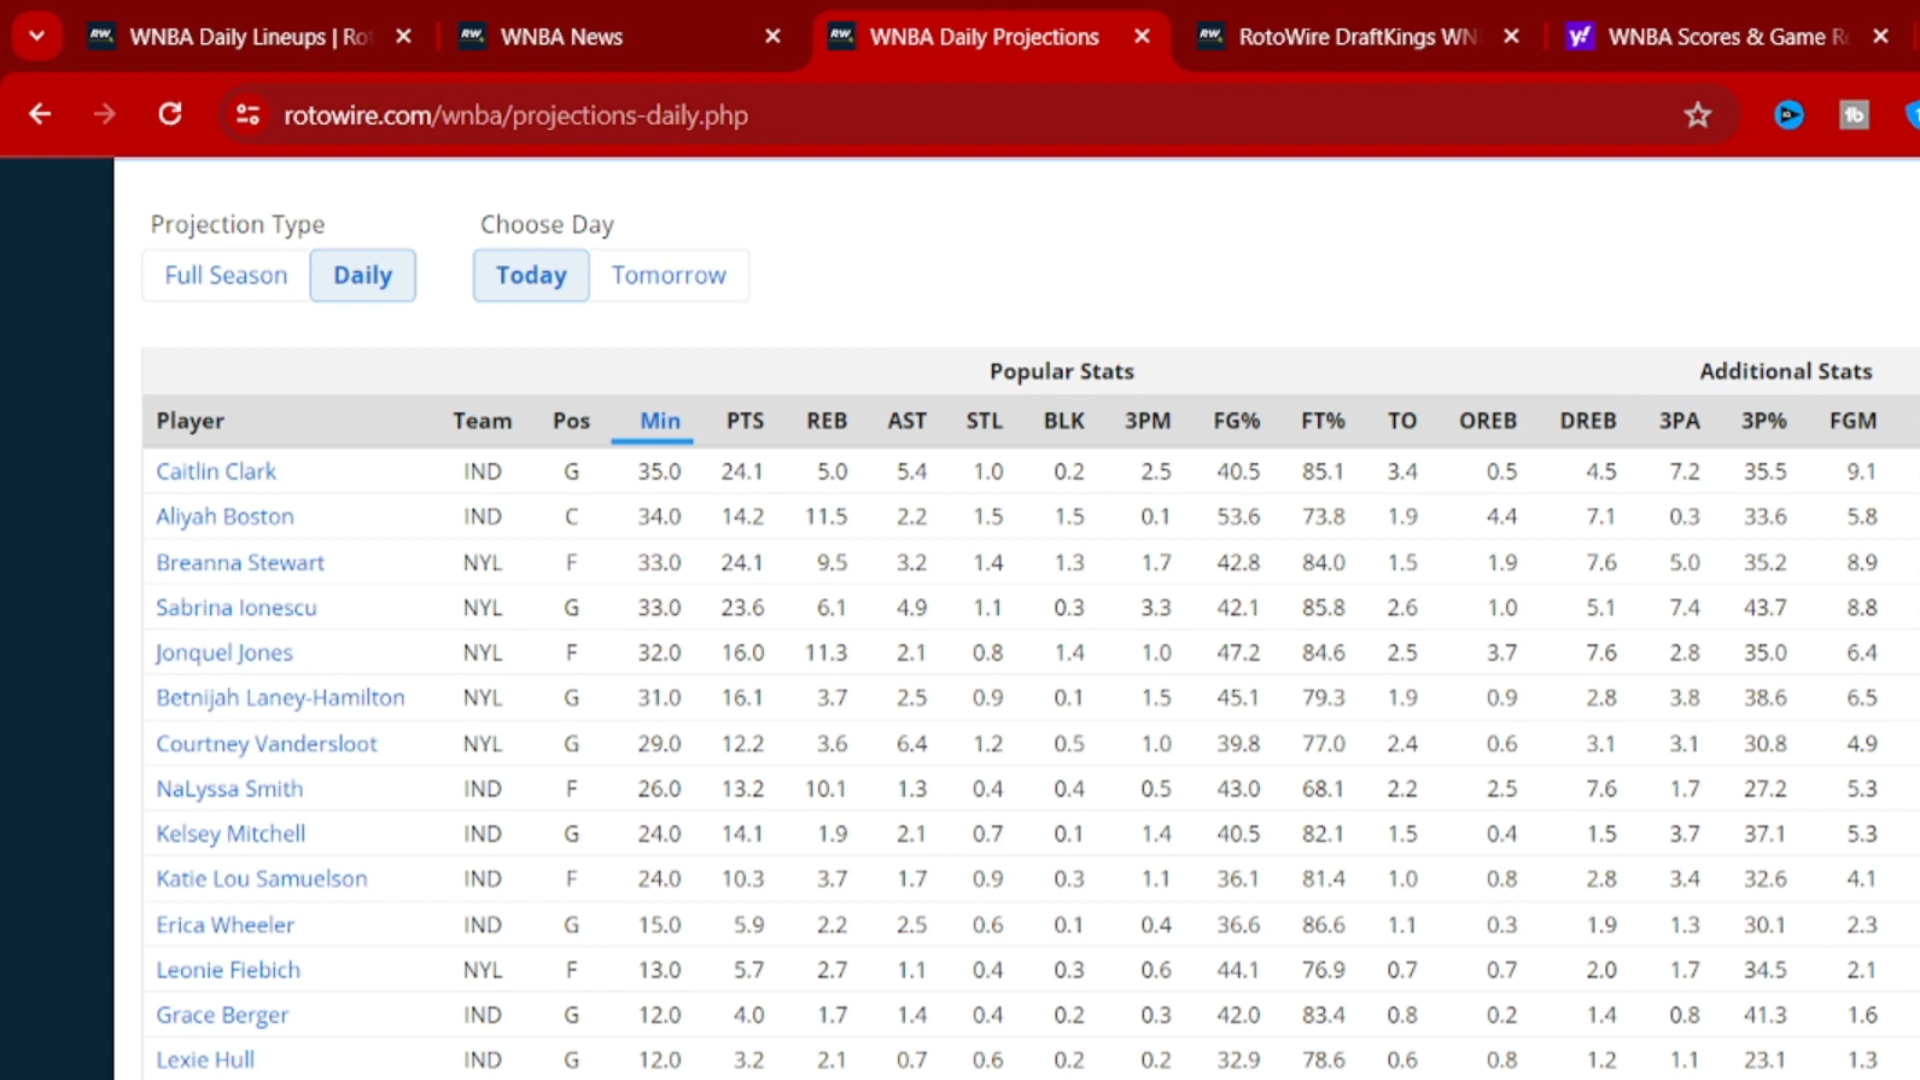 WNBA Daily Lineups | Rot
WNBA News
WNBA Daily Projections
RotoWire DraftKings WN
WNBA Scores & Game Re
rotowire.com/wnba/projections-daily.php
Projection Type Choose Day
Full Season Daily Today Tomorrow
Popular Stats Additional Stats
Player Team Pos Min PTS REB AST STL BLK 3PM FG% FT% TO OREB DREB 3PA 3P% FGM
Caitlin Clark IND G 35.0 24.1 5.0 5.4 1.0 0.2 2.5 40.5 85.1 3.4 0.5 4.5 7.2 35.5 9.1
Aliyah Boston IND C 34.0 14.2 11.5 2.2 1.5 1.5 0.1 53.6 73.8 1.9 4.4 7.1 0.3 33.6 5.8
Breanna Stewart NYL F 33.0 24.1 9.5 3.2 1.4 1.3 1.7 42.8 84.0 1.5 1.9 7.6 5.0 35.2 8.9
Sabrina Ionescu NYL G 33.0 23.6 6.1 4.9 1.1 0.3 3.3 42.1 85.8 2.6 1.0 5.1 7.4 43.7 8.8
Jonquel Jones NYL F 32.0 16.0 11.3 2.1 0.8 1.4 1.0 47.2 84.6 2.5 3.7 7.6 2.8 35.0 6.4
Betnijah Laney-Hamilton NYL G 31.0 16.1 3.7 2.5 0.9 0.1 1.5 45.1 79.3 1.9 0.9 2.8 3.8 38.6 6.5
Courtney Vandersloot NYL G 29.0 12.2 3.6 6.4 1.2 0.5 1.0 39.8 77.0 2.4 0.6 3.1 3.1 30.8 4.9
NaLyssa Smith IND F 26.0 13.2 10.1 1.3 0.4 0.4 0.5 43.0 68.1 2.2 2.5 7.6 1.7 27.2 5.3
Kelsey Mitchell IND G 24.0 14.1 1.9 2.1 0.7 0.1 1.4 40.5 82.1 1.5 0.4 1.5 3.7 37.1 5.3
Katie Lou Samuelson IND F 24.0 10.3 3.7 1.7 0.9 0.3 1.1 36.1 81.4 1.0 0.8 2.8 3.4 32.6 4.1
Erica Wheeler IND G 15.0 5.9 2.2 2.5 0.6 0.1 0.4 36.6 86.6 1.1 0.3 1.9 1.3 30.1 2.3
Leonie Fiebich NYL F 13.0 5.7 2.7 1.1 0.4 0.3 0.6 44.1 76.9 0.7 0.7 2.0 1.7 34.5 2.1
Grace Berger IND G 12.0 4.0 1.7 1.4 0.4 0.2 0.3 42.0 83.4 0.8 0.2 1.4 0.8 41.3 1.6
Lexie Hull IND G 12.0 3.2 2.1 0.7 0.6 0.2 0.2 32.9 78.6 0.6 0.8 1.2 1.1 23.1 1.3